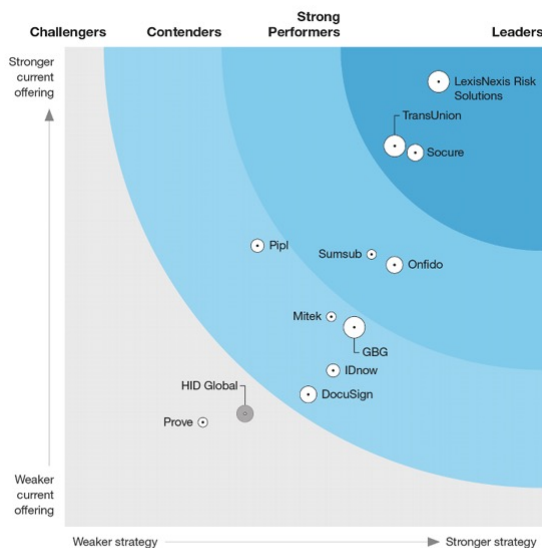 Challengers
Contenders
Strong
Performers
Leaders
Stronger
current
offering
LexisNexis Risk
Solutions
TransUnion
Socure
Pipl
Sumsub
Onfido
Mitek
GBG
IDnow
HID Global
DocuSign
Prove
Weaker
current
offering
Weaker strategy
Stronger strategy